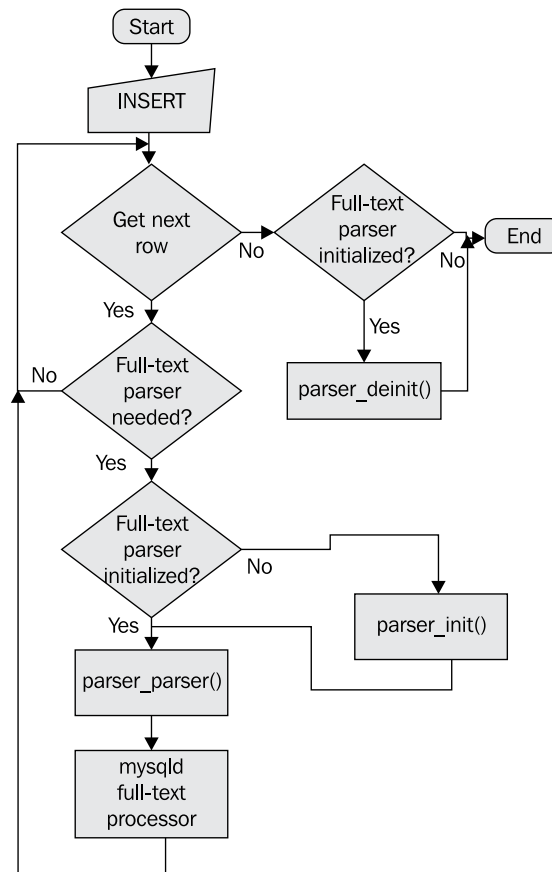 Start
INSERT
Get next
row
No
Full-text
parser
initialized?
No
End
Yes
parser_deinit()
Yes
Full-text
parser
needed?
No
Yes
Full-text
parser
initialized?
No
parser_init()
Yes
parser_parser()
mysqld
full-text
processor